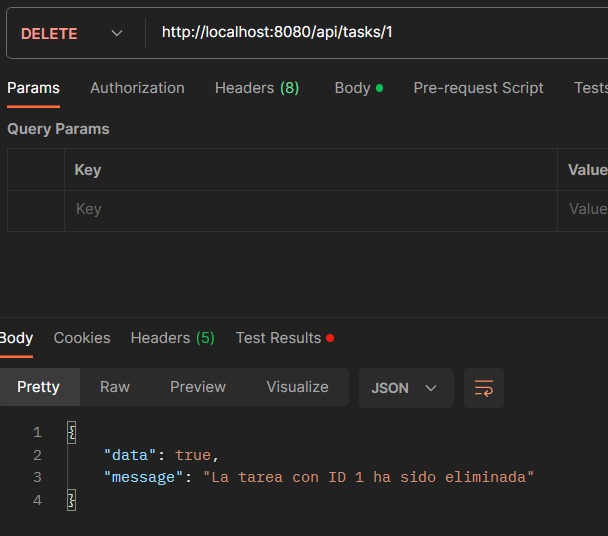 DELETE http://localhost:8080/api/tasks/1
Params Authorization Headers (8) Body Pre-request Script Tests
Query Params
Key Value
Key Value
Body Cookies Headers (5) Test Results
Pretty Raw Preview Visualize JSON
1 {
2 "data": true,
3 "message": "La tarea con ID 1 ha sido eliminada"
4 }